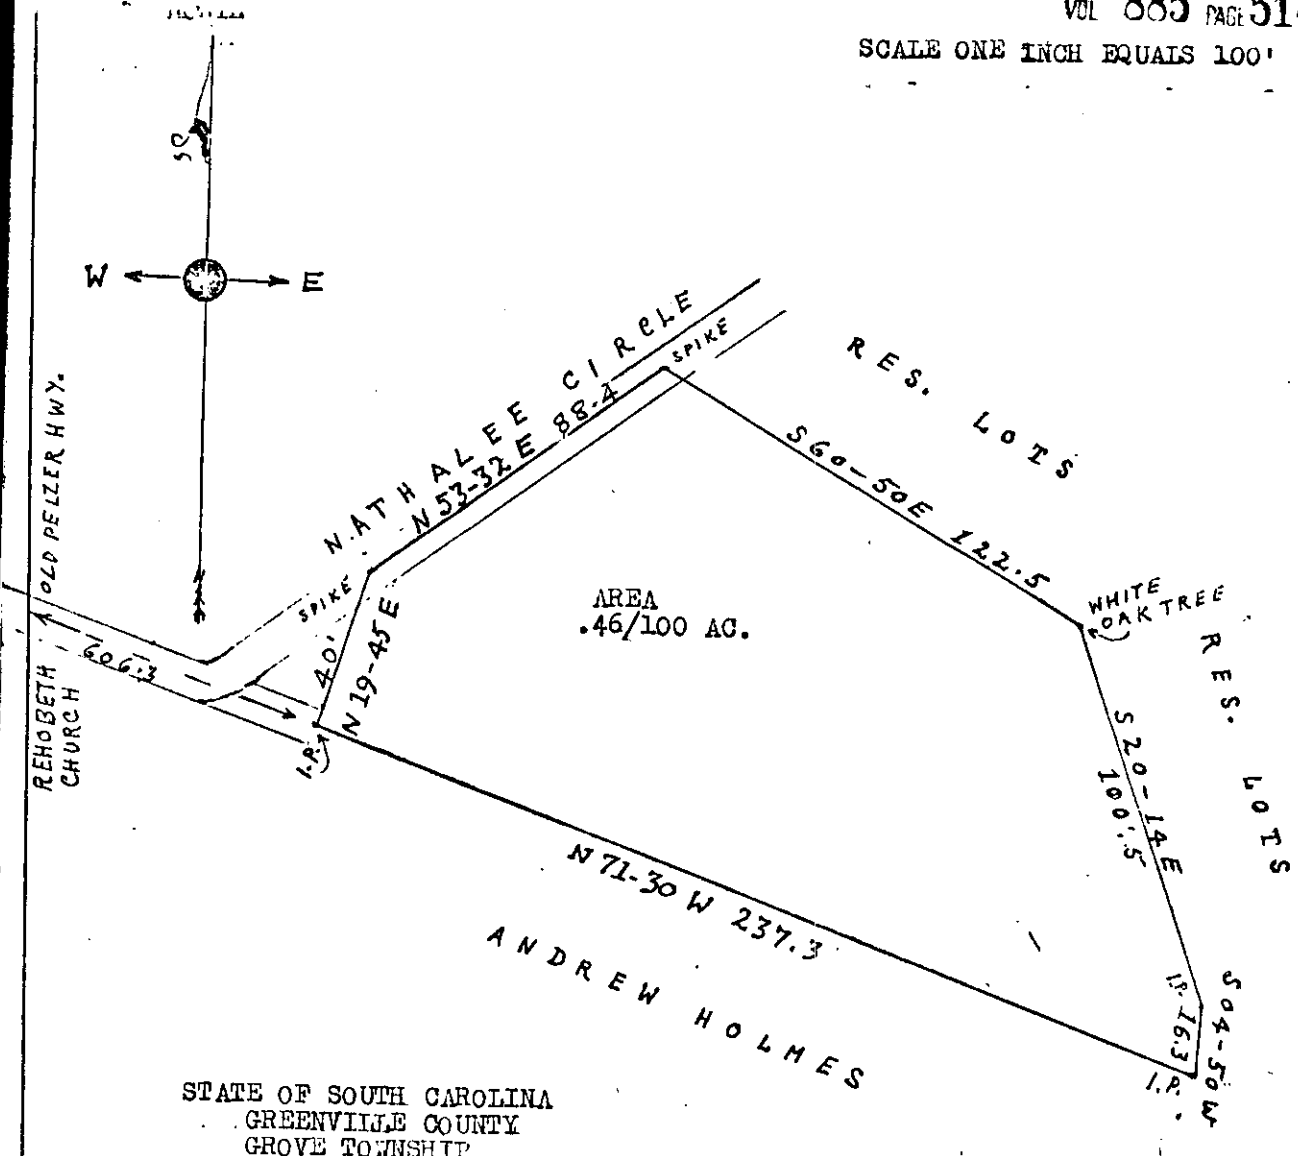 VOL 885 PAGE
SCALE ONE INCH EQUALS 100'
W E
NATHALEE CIRCLE
SPIKE
N 53-32 E 88.4
RES. LOTS
S60-50E 122.5
OLD PELZER HWY.
WHITE
OAK TREE
AREA
.46/100 AC.
SPIKE
40'
N 19-45 E
606.3
REHOBETH
CHURCH
I.P.
RES. LOTS
S 20-14 E
100'.5
N 71-30 W 237.3
ANDREW HOLMES
I.P.
16.3
S 04-50 W
I.P.
STATE OF SOUTH CAROLINA
GREENVILLE COUNTY
GROVE TOWNSHIP